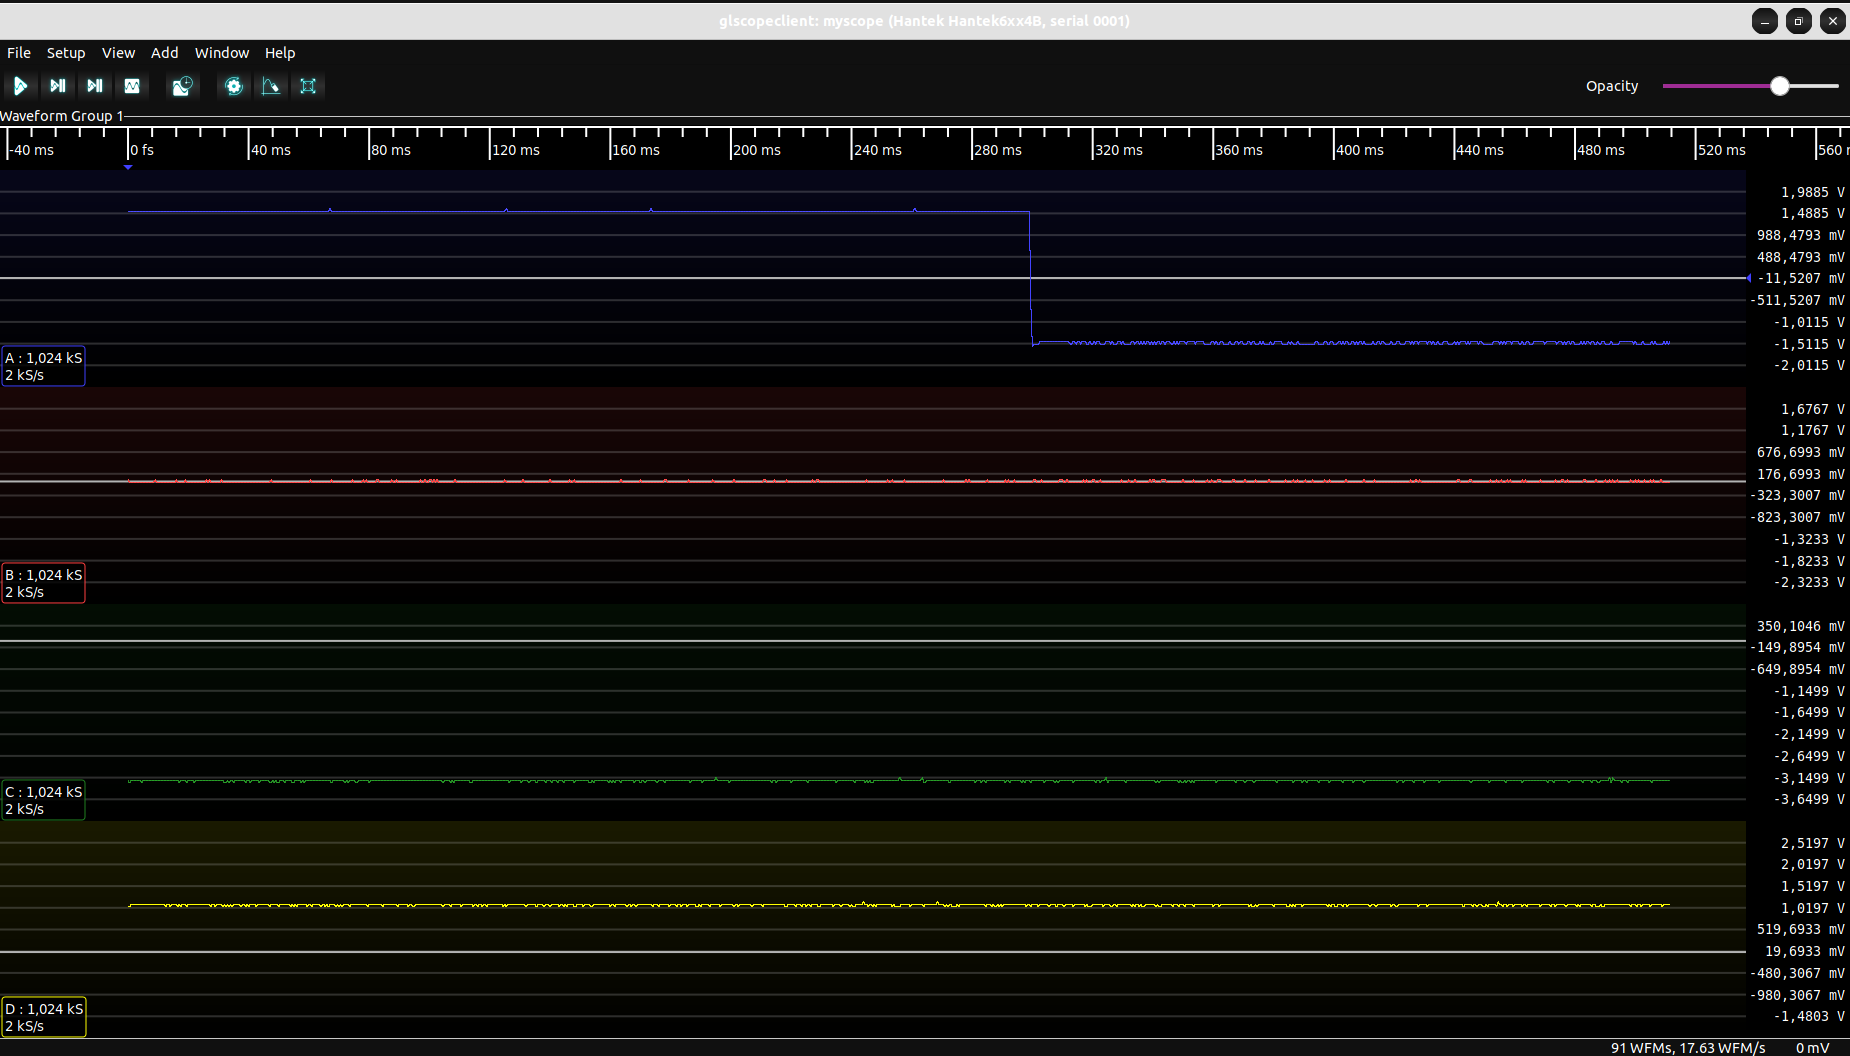 glscopeclient: myscope (Hantek Hantek6xx4B, serial 0001)
File Setup View Add Window Help
Opacity
Waveform Group 1
-40 ms 0 fs 40 ms 80 ms 120 ms 160 ms 200 ms 240 ms 280 ms 320 ms 360 ms 400 ms 440 ms 480 ms 520 ms 560
1,9885 V
1,4885 V
988,4793 mV
488,4793 mV
-11,5207 mV
-511,5207 mV
-1,0115 V
-1,5115 V
-2,0115 V
A : 1,024 kS
2 kS/s
1,6767 V
1,1767 V
676,6993 mV
176,6993 mV
-323,3007 mV
-823,3007 mV
-1,3233 V
-1,8233 V
-2,3233 V
B : 1,024 kS
2 kS/s
350,1046 mV
-149,8954 mV
-649,8954 mV
-1,1499 V
-1,6499 V
-2,1499 V
-2,6499 V
-3,1499 V
-3,6499 V
C : 1,024 kS
2 kS/s
2,5197 V
2,0197 V
1,5197 V
1,0197 V
519,6933 mV
19,6933 mV
-480,3067 mV
-980,3067 mV
-1,4803 V
D : 1,024 kS
2 kS/s
91 WFMs, 17.63 WFM/s 0 mV